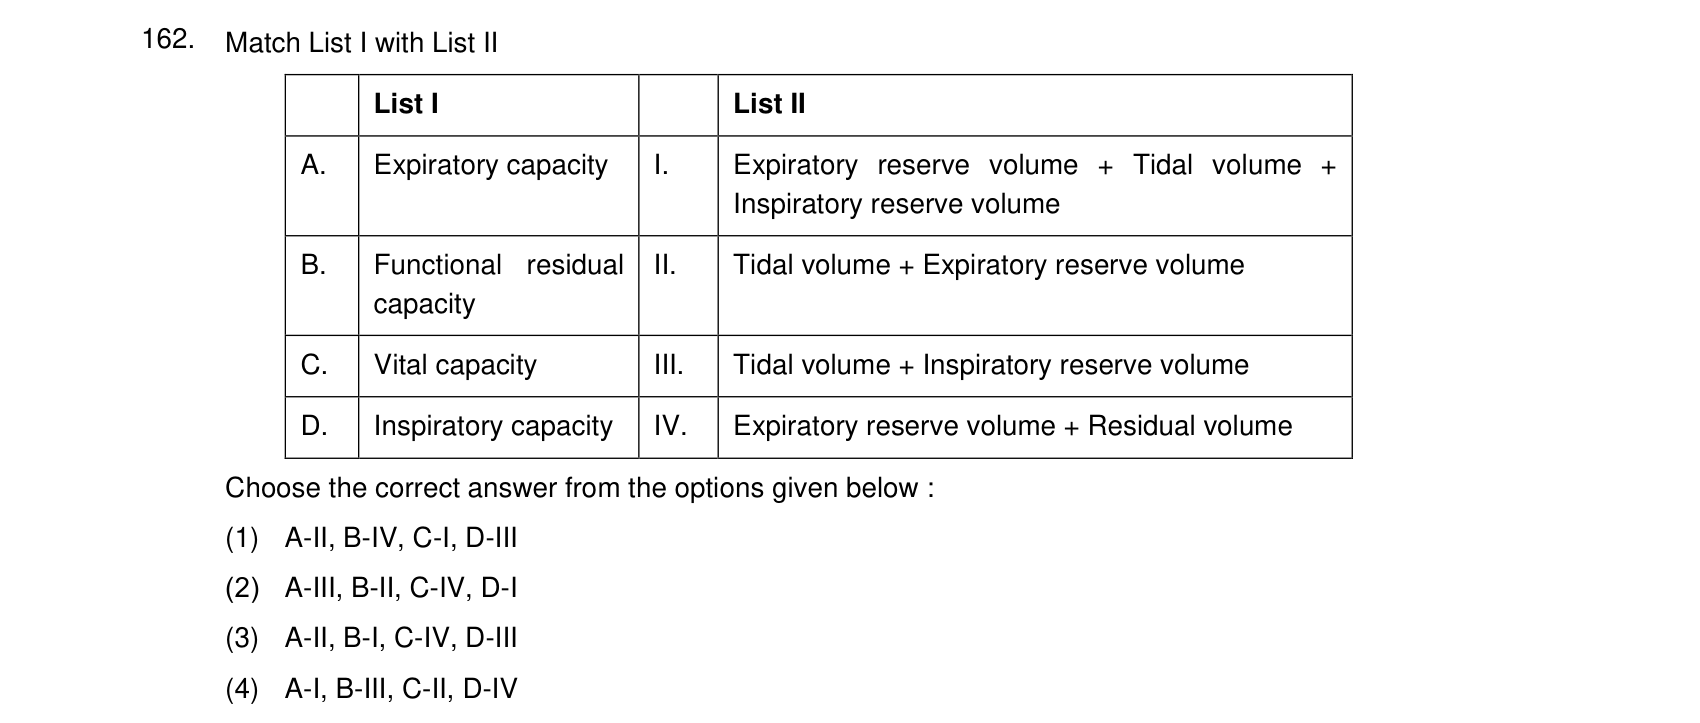 162. Match List I with List II
List I List II
A. Expiratory capacity I. Expiratory reserve volume + Tidal volume +
Inspiratory reserve volume
B. Functional residual II. Tidal volume + Expiratory reserve volume
capacity
C. Vital capacity III. Tidal volume + Inspiratory reserve volume
D. Inspiratory capacity IV. Expiratory reserve volume + Residual volume
Choose the correct answer from the options given below :
(1) A-II, B-IV, C-I, D-III
(2) A-III, B-II, C-IV, D-I
(3) A-II, B-I, C-IV, D-III
(4) A-I, B-III, C-II, D-IV